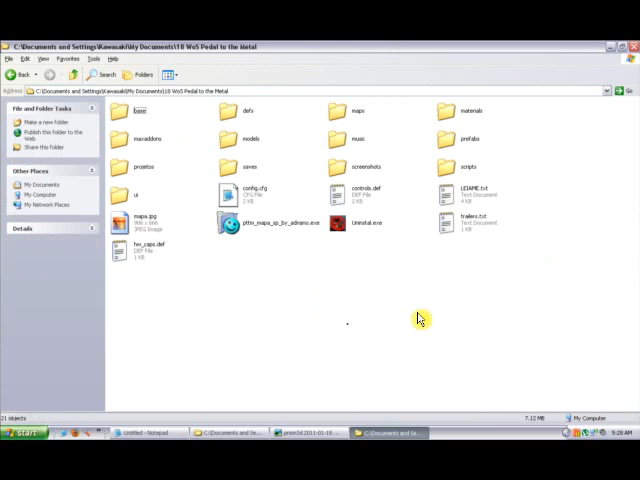 C:\Documents and Settings\Kawasaki\My Documents\18 WoS Pedal to the Metal
File Edit View Favorites Tools Help
Back Search Folders
Address C:\Documents and Settings\Kawasaki\My Documents\18 WoS Pedal to the Metal Go
File and Folder Tasks
Make a new folder
Publish this folder to the Web
Share this folder
Other Places
My Documents
My Computer
My Network Places
Details
base defs maps materials
maxaddons models music prefabs
projetos saves screenshots scripts
ui
config.cfg
CFG File
2 KB
controls.def
DEF File
2 KB
LEIAME.txt
Text Document
4 KB
mapa.jpg
JPEG Image
pttm_mapa_sp_by_adriano.exe
Uninstal.exe
trailers.txt
Text Document
1 KB
hw_caps.def
DEF File
1 KB
21 objects 7.12 MB My Computer
start Untitled - Notepad C:\Documents and Se... prism3d 2011-01-18 ... C:\Documents and Se... 5:28 AM